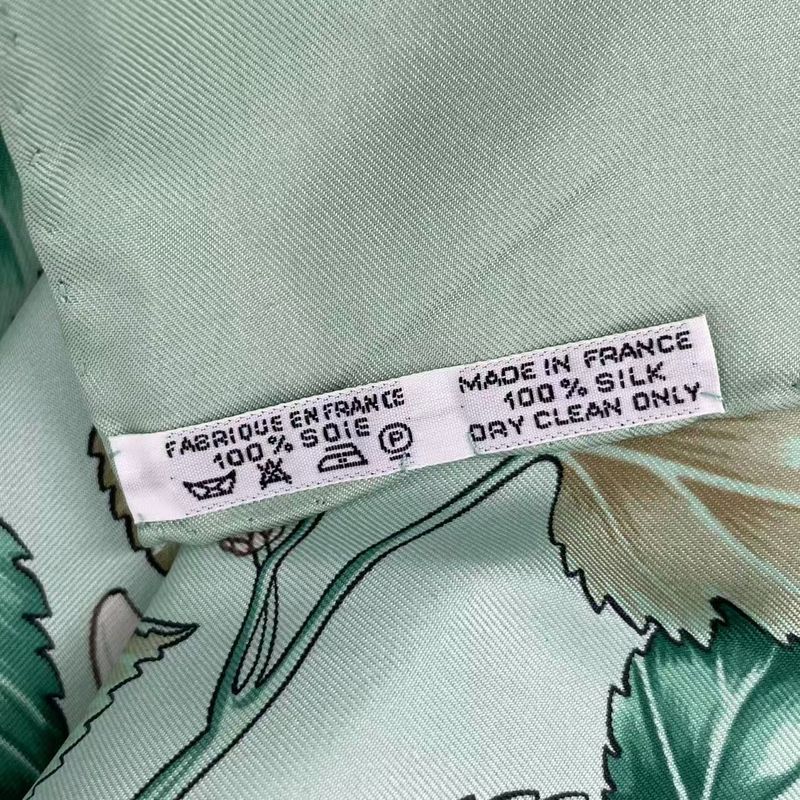 FABRIQUE EN FRANCE
100% SOIE
P
MADE IN FRANCE
100% SILK
DRY CLEAN ONLY